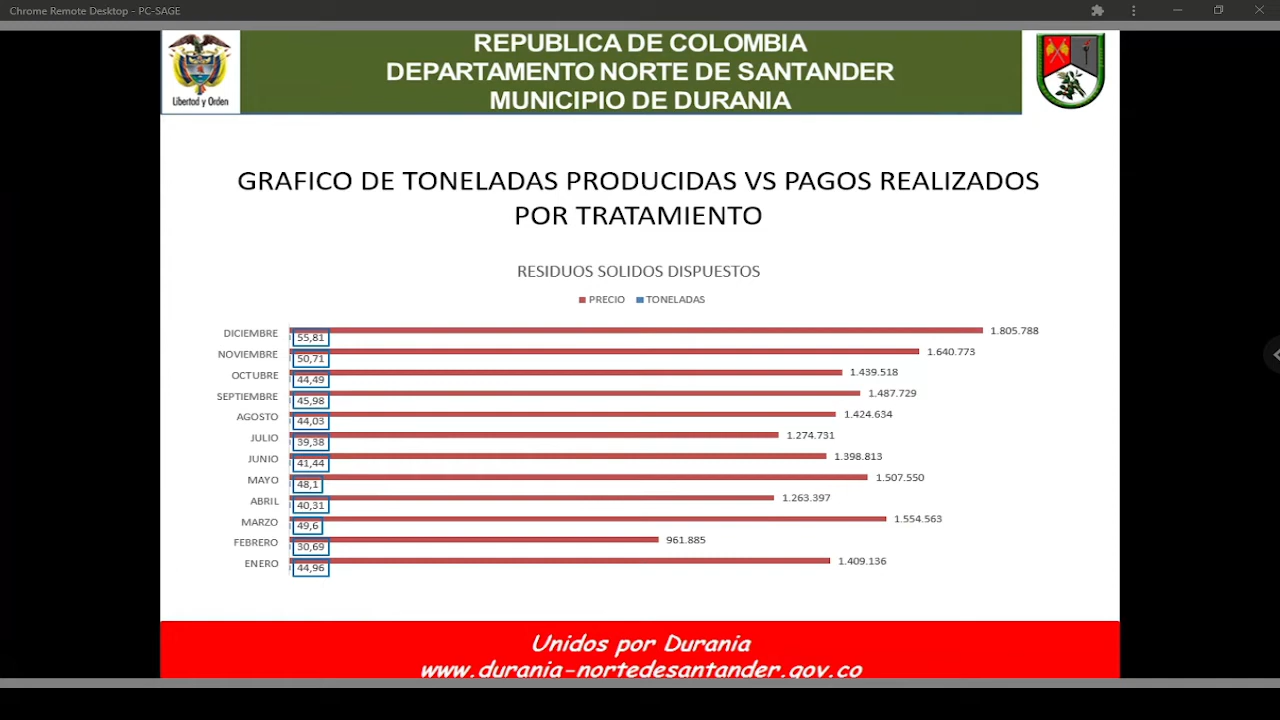 Chrome Remote Desktop - PC-SAGE
REPUBLICA DE COLOMBIA
DEPARTAMENTO NORTE DE SANTANDER
MUNICIPIO DE DURANIA
Libertad y Orden
GRAFICO DE TONELADAS PRODUCIDAS VS PAGOS REALIZADOS
POR TRATAMIENTO
RESIDUOS SOLIDOS DISPUESTOS
PRECIO TONELADAS
DICIEMBRE 55,81 1.805.788
NOVIEMBRE 50,71 1.640.773
OCTUBRE 44,49 1.439.518
SEPTIEMBRE 45,98 1.487.729
AGOSTO 44,03 1.424.634
JULIO 39,38 1.274.731
JUNIO 41,44 1.398.813
MAYO 48,1 1.507.550
ABRIL 40,31 1.263.397
MARZO 49,6 1.554.563
FEBRERO 30,69 961.885
ENERO 44,96 1.409.136
Unidos por Durania
www.durania-nortedesantander.gov.co